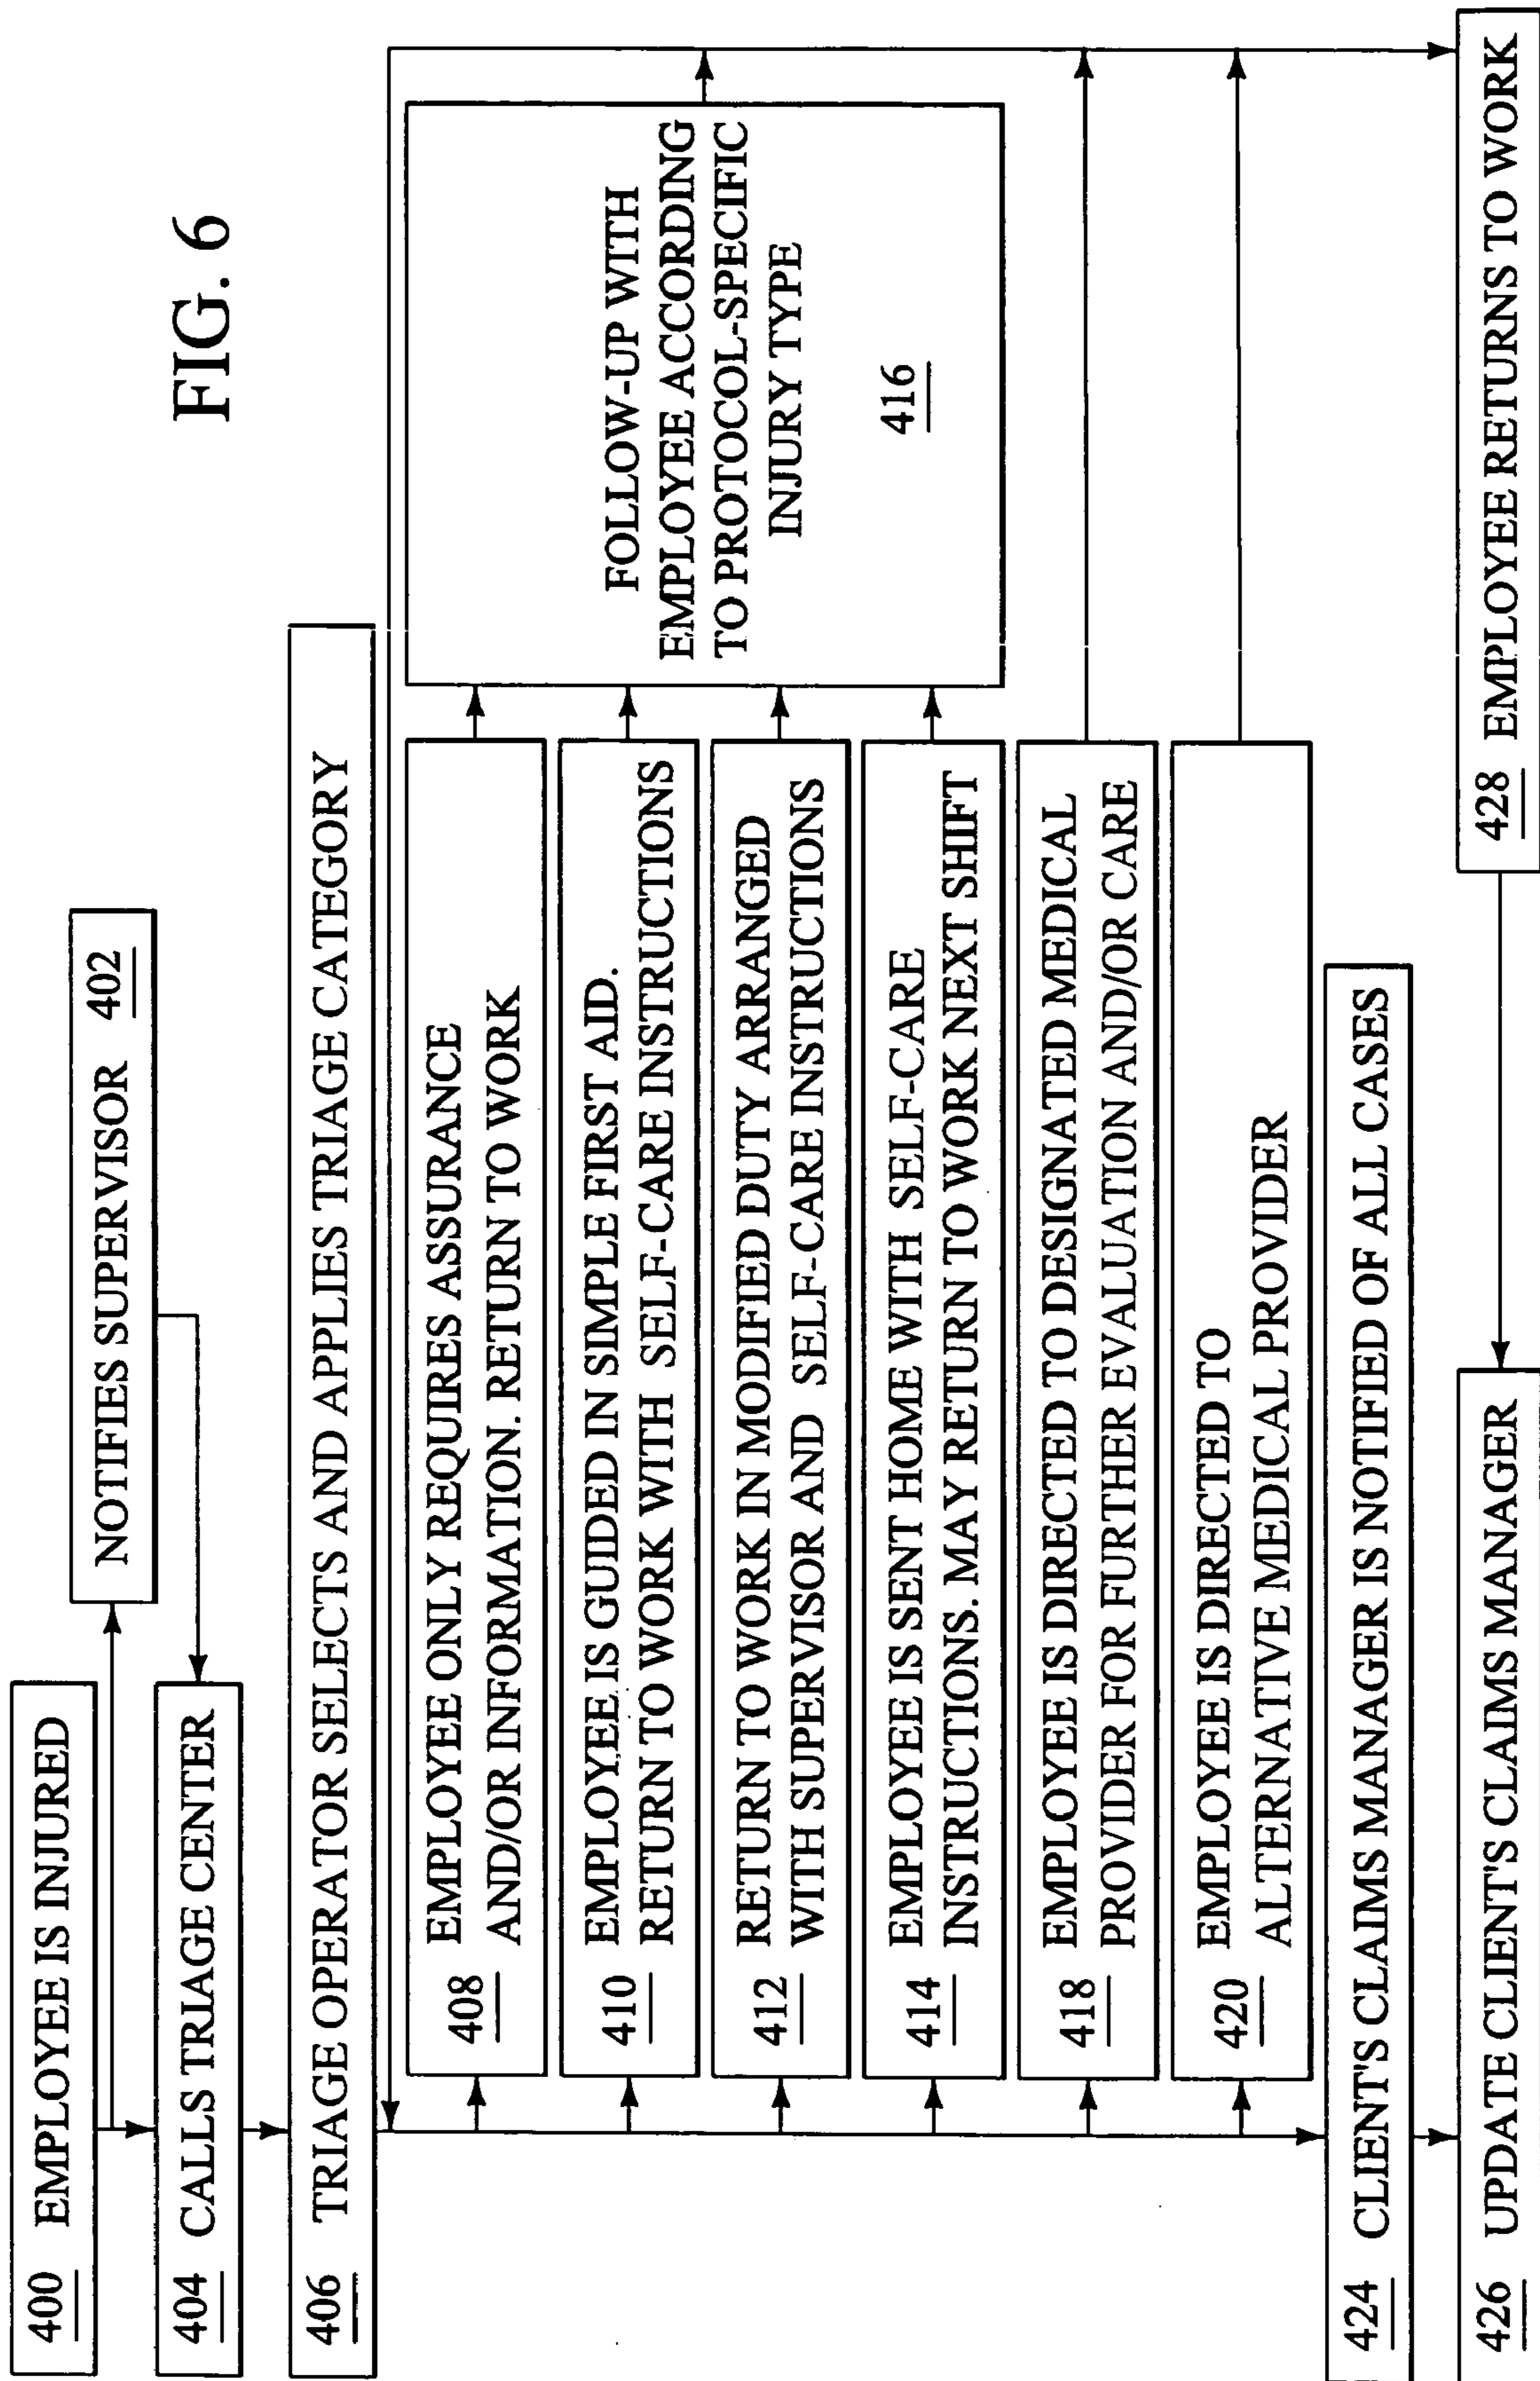 FIG. 6
400 EMPLOYEE IS INJURED
NOTIFIES SUPERVISOR 402
404 CALLS TRIAGE CENTER
406 TRIAGE OPERATOR SELECTS AND APPLIES TRIAGE CATEGORY
408 EMPLOYEE ONLY REQUIRES ASSURANCE
AND/OR INFORMATION. RETURN TO WORK
410 EMPLOYEE IS GUIDED IN SIMPLE FIRST AID.
RETURN TO WORK WITH SELF-CARE INSTRUCTIONS
412 RETURN TO WORK IN MODIFIED DUTY ARRANGED
WITH SUPERVISOR AND SELF-CARE INSTRUCTIONS
414 EMPLOYEE IS SENT HOME WITH SELF-CARE
INSTRUCTIONS. MAY RETURN TO WORK NEXT SHIFT
FOLLOW-UP WITH
EMPLOYEE ACCORDING
TO PROTOCOL-SPECIFIC
INJURY TYPE
416
418 EMPLOYEE IS DIRECTED TO DESIGNATED MEDICAL
PROVIDER FOR FURTHER EVALUATION AND/OR CARE
420 EMPLOYEE IS DIRECTED TO
ALTERNATIVE MEDICAL PROVIDER
424 CLIENT'S CLAIMS MANAGER IS NOTIFIED OF ALL CASES
426 UPDATE CLIENT'S CLAIMS MANAGER
428 EMPLOYEE RETURNS TO WORK